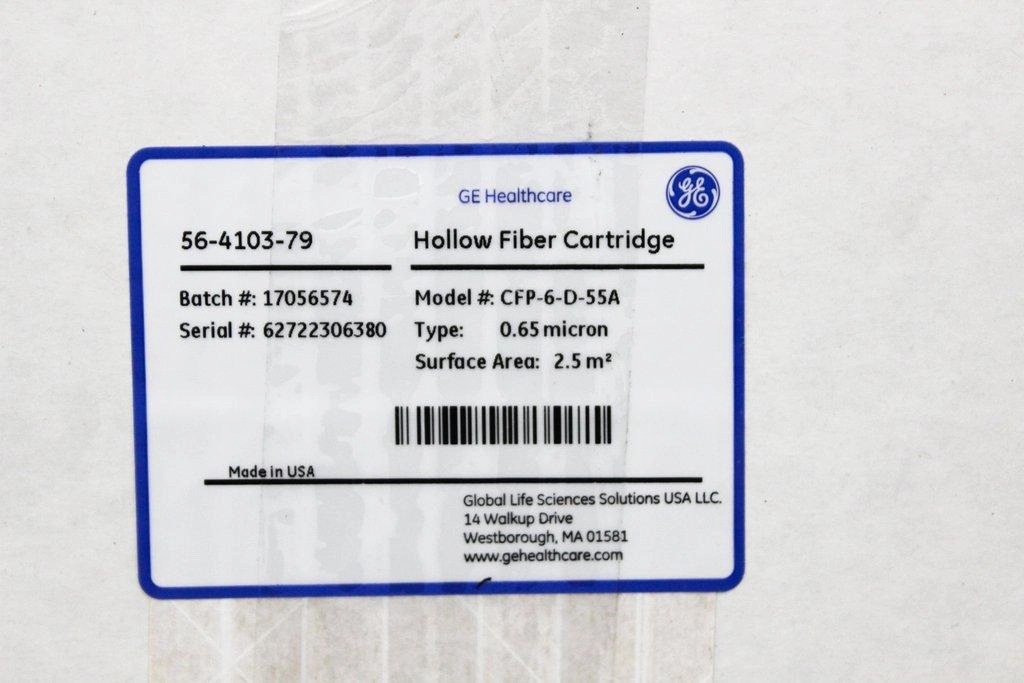 GE Healthcare
GE
56-4103-79
Hollow Fiber Cartridge
Batch #: 17056574
Model #: CFP-6-D-55A
Serial #: 62722306380
Type: 0.65 micron
Surface Area: 2.5 m²
Made in USA
Global Life Sciences Solutions USA LLC.
14 Walkup Drive
Westborough, MA 01581
www.gehealthcare.com